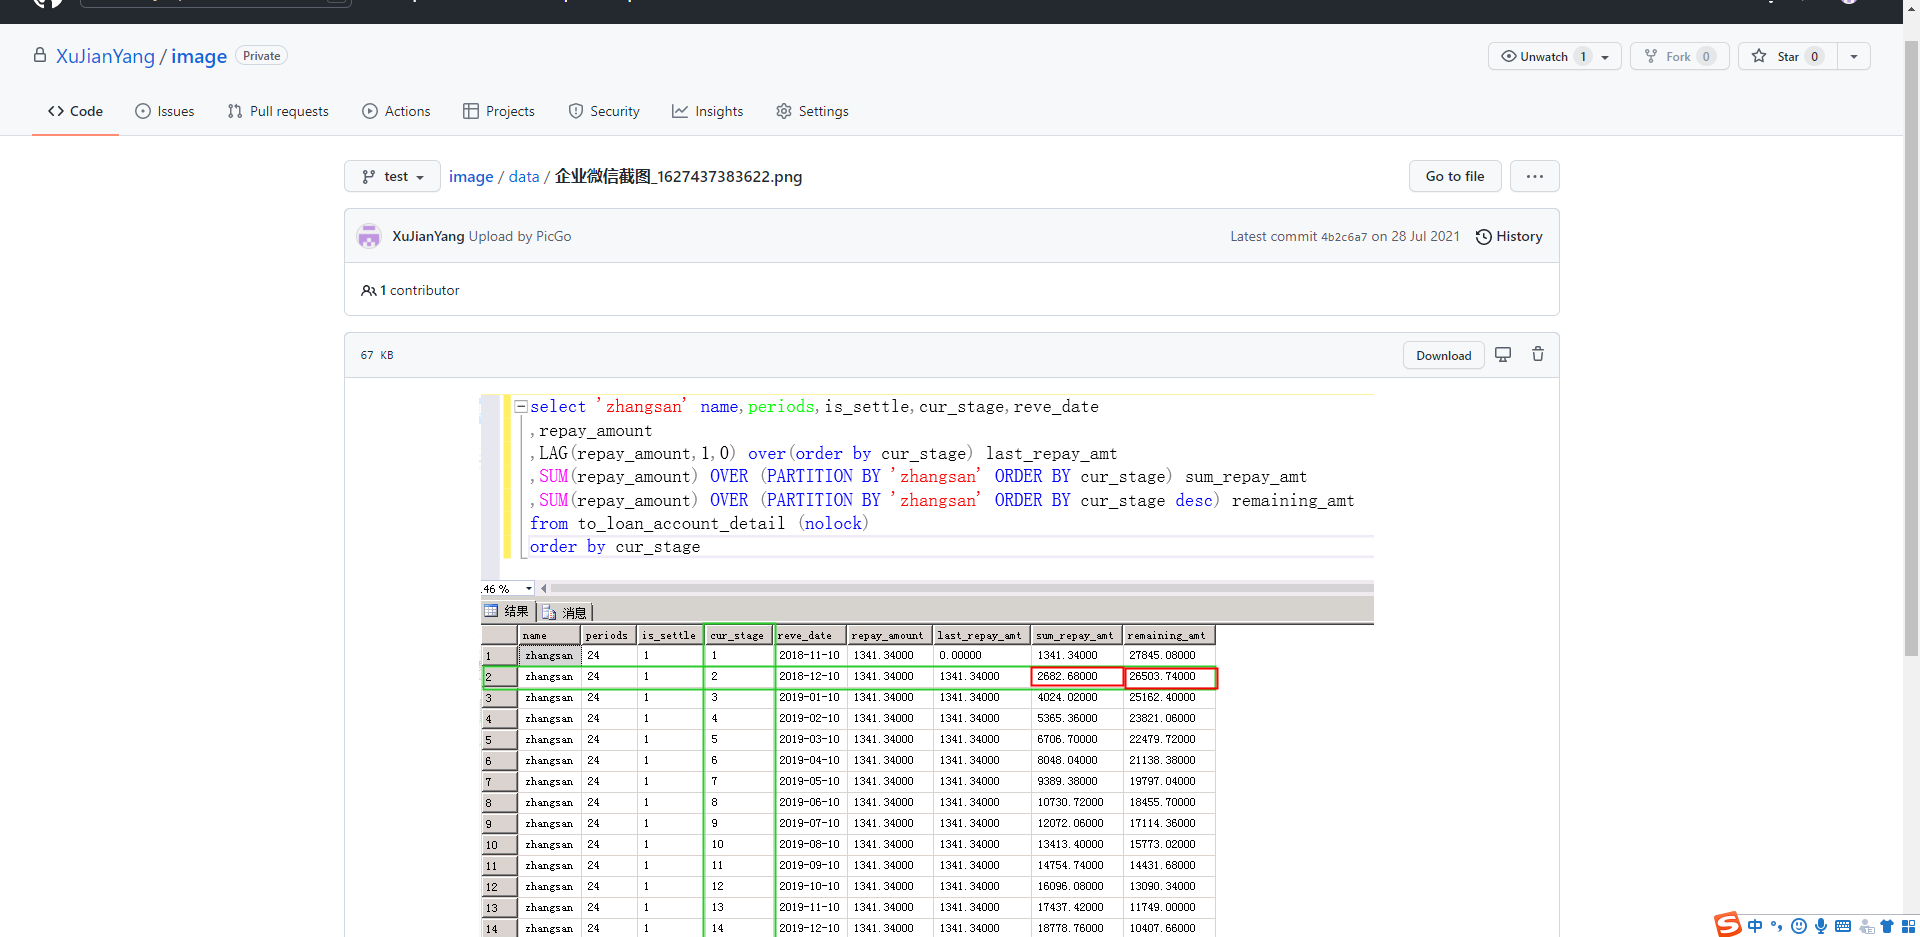 XuJianYang / image Private
Unwatch 1
Fork 0
Star 0
Code
Issues
Pull requests
Actions
Projects
Security
Insights
Settings
test
image / data / 企业微信截图_1627437383622.png
Go to file
...
XuJianYang Upload by PicGo
Latest commit 4b2c6a7 on 28 Jul 2021
History
1 contributor
67 KB
Download
select 'zhangsan' name,periods,is_settle,cur_stage,reve_date
,repay_amount
,LAG(repay_amount,1,0) over(order by cur_stage) last_repay_amt
,SUM(repay_amount) OVER (PARTITION BY 'zhangsan' ORDER BY cur_stage) sum_repay_amt
,SUM(repay_amount) OVER (PARTITION BY 'zhangsan' ORDER BY cur_stage desc) remaining_amt
from to_loan_account_detail (nolock)
order by cur_stage
.46 %
结果 消息
name periods is_settle cur_stage reve_date repay_amount last_repay_amt sum_repay_amt remaining_amt
1 zhangsan 24 1 1 2018-11-10 1341.34000 0.00000 1341.34000 27845.08000
2 zhangsan 24 1 2 2018-12-10 1341.34000 1341.34000 2682.68000 26503.74000
3 zhangsan 24 1 3 2019-01-10 1341.34000 1341.34000 4024.02000 25162.40000
4 zhangsan 24 1 4 2019-02-10 1341.34000 1341.34000 5365.36000 23821.06000
5 zhangsan 24 1 5 2019-03-10 1341.34000 1341.34000 6706.70000 22479.72000
6 zhangsan 24 1 6 2019-04-10 1341.34000 1341.34000 8048.04000 21138.38000
7 zhangsan 24 1 7 2019-05-10 1341.34000 1341.34000 9389.38000 19797.04000
8 zhangsan 24 1 8 2019-06-10 1341.34000 1341.34000 10730.72000 18455.70000
9 zhangsan 24 1 9 2019-07-10 1341.34000 1341.34000 12072.06000 17114.36000
10 zhangsan 24 1 10 2019-08-10 1341.34000 1341.34000 13413.40000 15773.02000
11 zhangsan 24 1 11 2019-09-10 1341.34000 1341.34000 14754.74000 14431.68000
12 zhangsan 24 1 12 2019-10-10 1341.34000 1341.34000 16096.08000 13090.34000
13 zhangsan 24 1 13 2019-11-10 1341.34000 1341.34000 17437.42000 11749.00000
14 zhangsan 24 1 14 2019-12-10 1341.34000 1341.34000 18778.76000 10407.66000
中